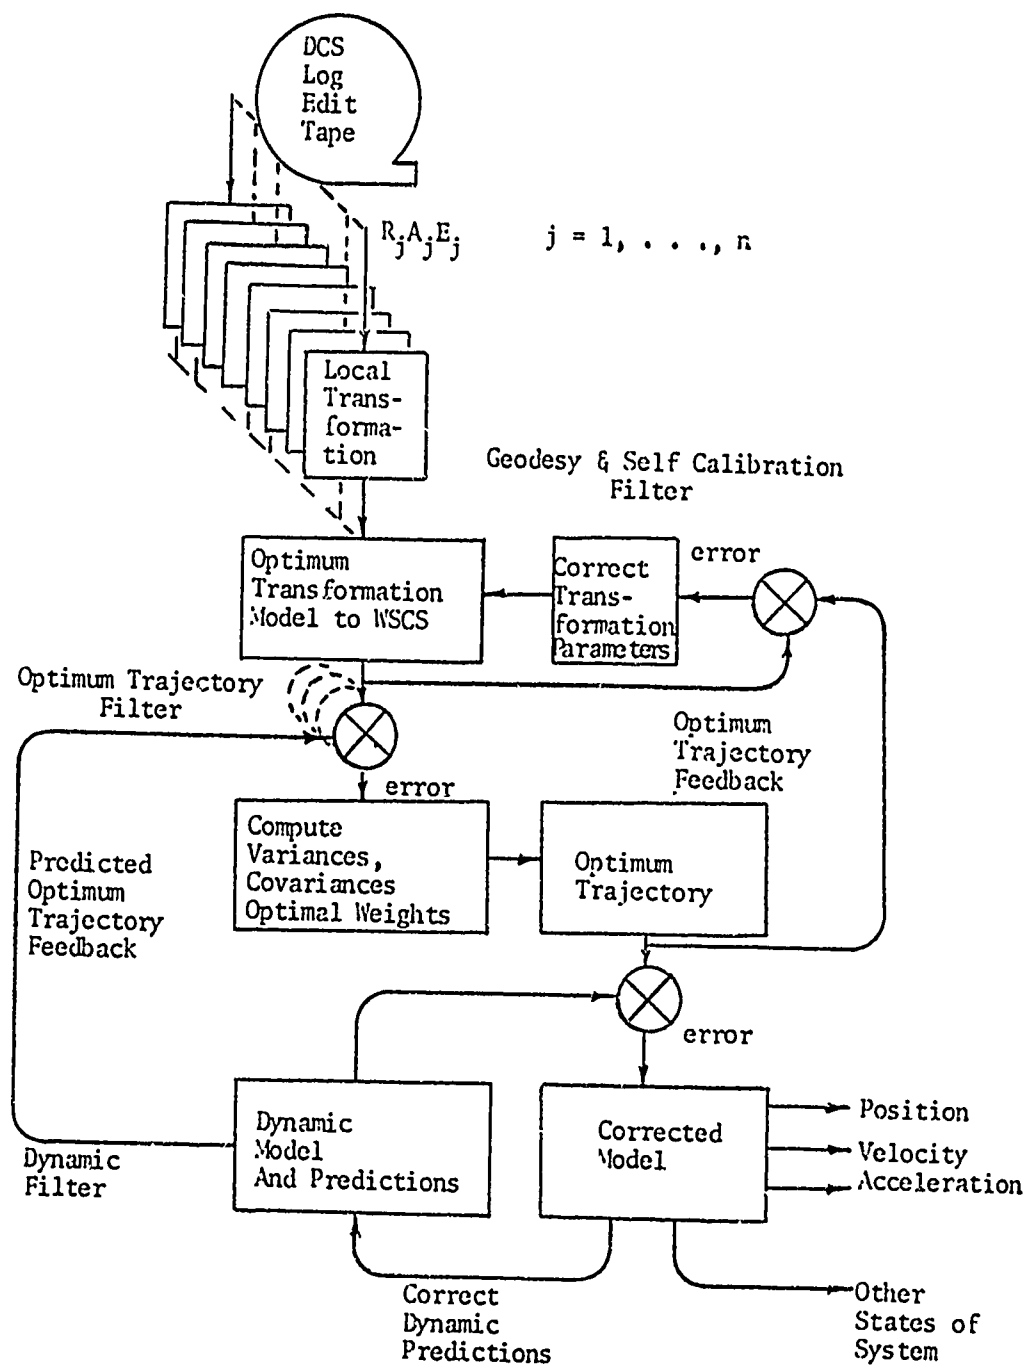 DCS
Log
Edit
Tape
RjAjEj
j = 1, . . ., n
Local
Trans-
forma-
tion
Geodesy & Self Calibration
Filter
Optimum
Transformation
Model to WSCS
Correct
Trans-
formation
Parameters
error
Optimum Trajectory
Filter
error
Optimum
Trajectory
Feedback
Compute
Variances,
Covariances
Optimal Weights
Optimum
Trajectory
Predicted
Optimum
Trajectory
Feedback
error
Dynamic
Model
And Predictions
Corrected
Model
Position
Velocity
Acceleration
Dynamic
Filter
Correct
Dynamic
Predictions
Other
States of
System